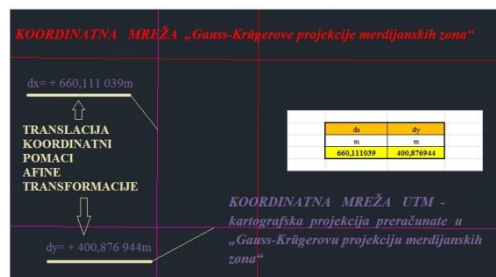 KOORDINATNA MREŽA „Gauss-Krügerove projekcije merdijanskih zona“
dx= + 660,111 039m
TRANSLACIJA
KOORDINATNI
POMACI
AFINE
TRANSFORMACIJE
dy= + 400,876 944m
dx dy
m m
660,111039 400,876944
KOORDINATNA MREŽA UTM -
kartografska projekcija preračunate u
„Gauss-Krügerovu projekciju merdijanskih
zona“